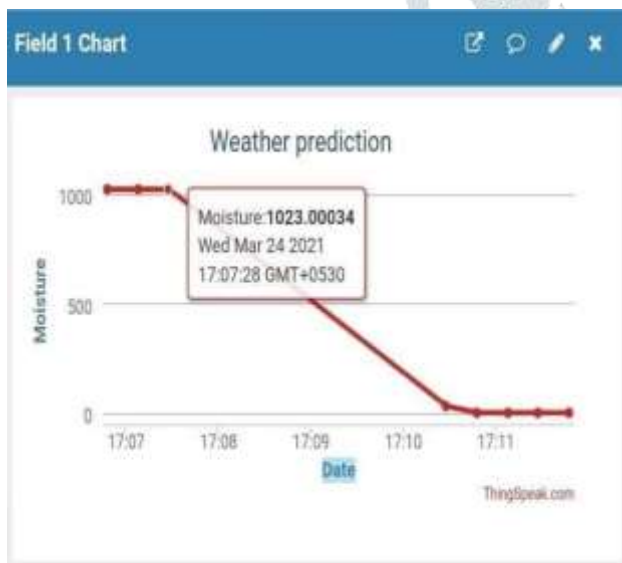 Field 1 Chart
Weather prediction
1000
500
0
Moisture
Moisture:1023.00034
Wed Mar 24 2021
17:07:28 GMT+0530
17:07 17:08 17:09 17:10 17:11
Date
ThingSpeak.com